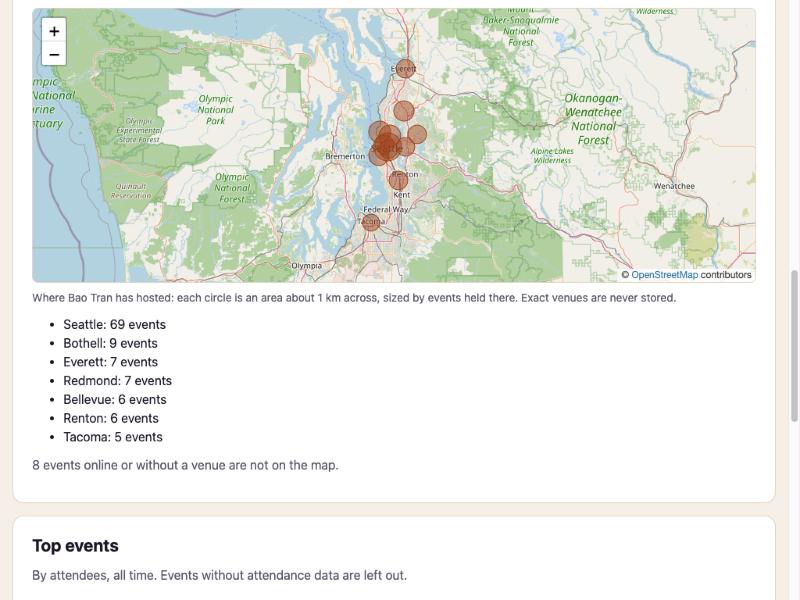 +
−
Mount
Baker-Snoqualmie
National
Forest
Wilderness
Everett
Olympic
National
Park
Okanogan-
Wenatchee
National
Forest
National
Olympic
Experimental
State Forest
Bremerton
Alpine Lakes
Wilderness
Renton
Quinault
Reservation
Olympic
National
Forest
Kent
Wenatchee
Federal Way
Tacoma
Olympia
© OpenStreetMap contributors
Where Bao Tran has hosted: each circle is an area about 1 km across, sized by events held there. Exact venues are never stored.
• Seattle: 69 events
• Bothell: 9 events
• Everett: 7 events
• Redmond: 7 events
• Bellevue: 6 events
• Renton: 6 events
• Tacoma: 5 events
8 events online or without a venue are not on the map.
Top events
By attendees, all time. Events without attendance data are left out.